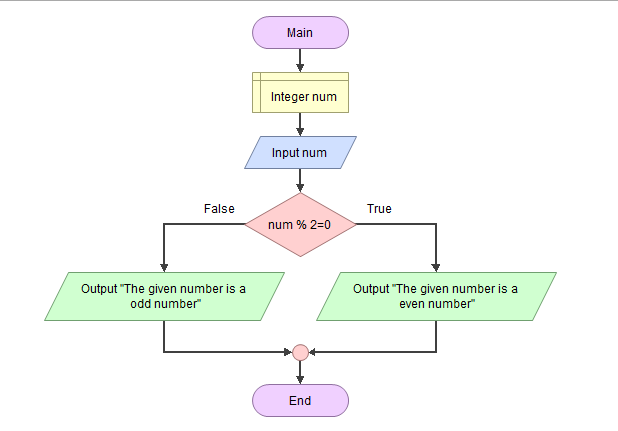 Main
Integer num
Input num
False
True
num % 2=0
Output "The given number is a
odd number"
Output "The given number is a
even number"
End